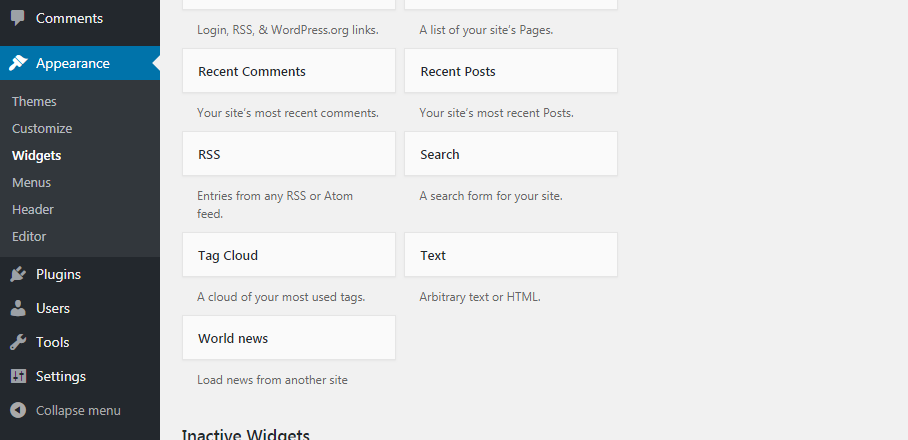 Comments
Appearance
Themes
Customize
Widgets
Menus
Header
Editor
Plugins
Users
Tools
Settings
Collapse menu
Login, RSS, & WordPress.org links.
A list of your site's Pages.
Recent Comments
Recent Posts
Your site's most recent comments.
Your site's most recent Posts.
RSS
Search
Entries from any RSS or Atom
feed.
A search form for your site.
Tag Cloud
Text
A cloud of your most used tags.
Arbitrary text or HTML.
World news
Load news from another site
Inactive Widgets